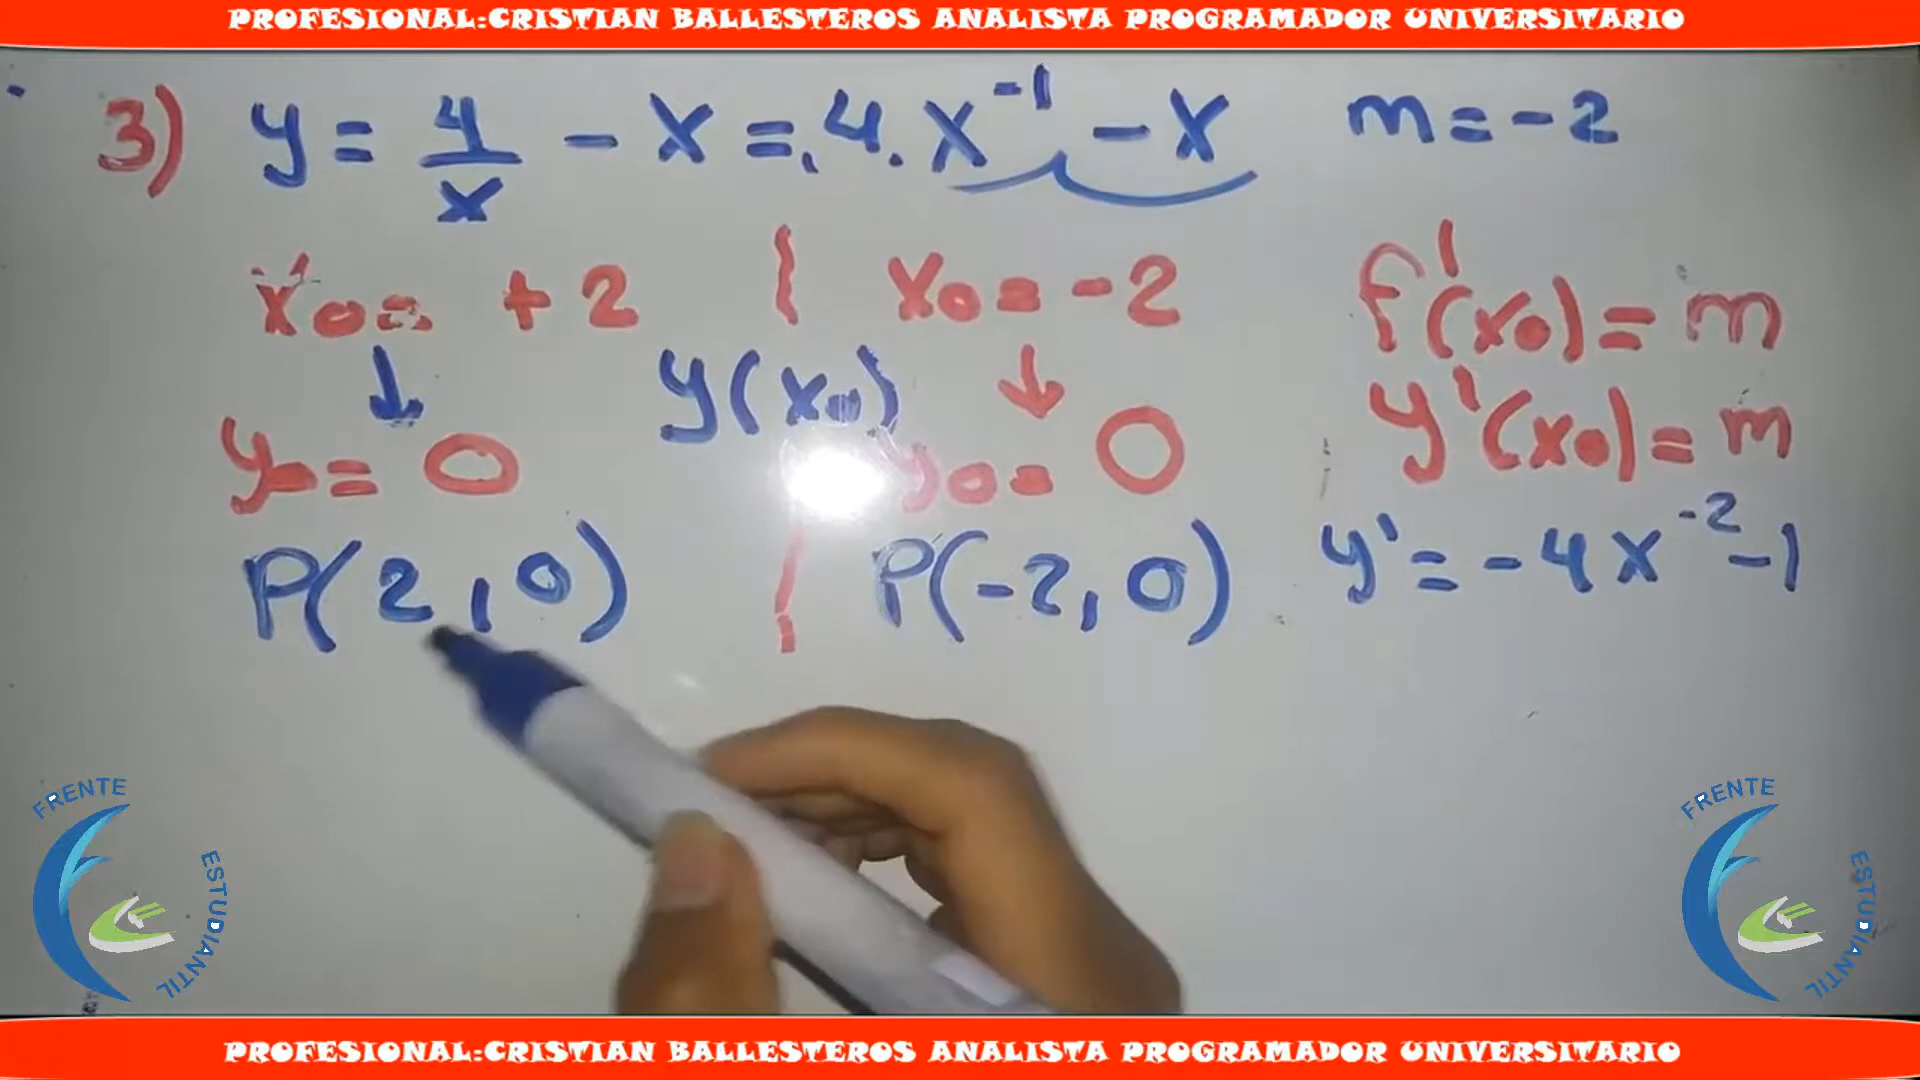 PROFESIONAL:CRISTIAN BALLESTEROS ANALISTA PROGRAMADOR UNIVERSITARIO
3) y = 4/x - x = 4 . x⁻¹ - x   m = -2
x0 = + 2   x0 = -2   f'(x0) = m
y(x0)   y'(x0) = m
y0 = 0   y0 = 0
P(2, 0)   P(-2, 0)   y' = -4x⁻² - 1
FRENTE ESTUDIANTIL
FRENTE ESTUDIANTIL
PROFESIONAL:CRISTIAN BALLESTEROS ANALISTA PROGRAMADOR UNIVERSITARIO